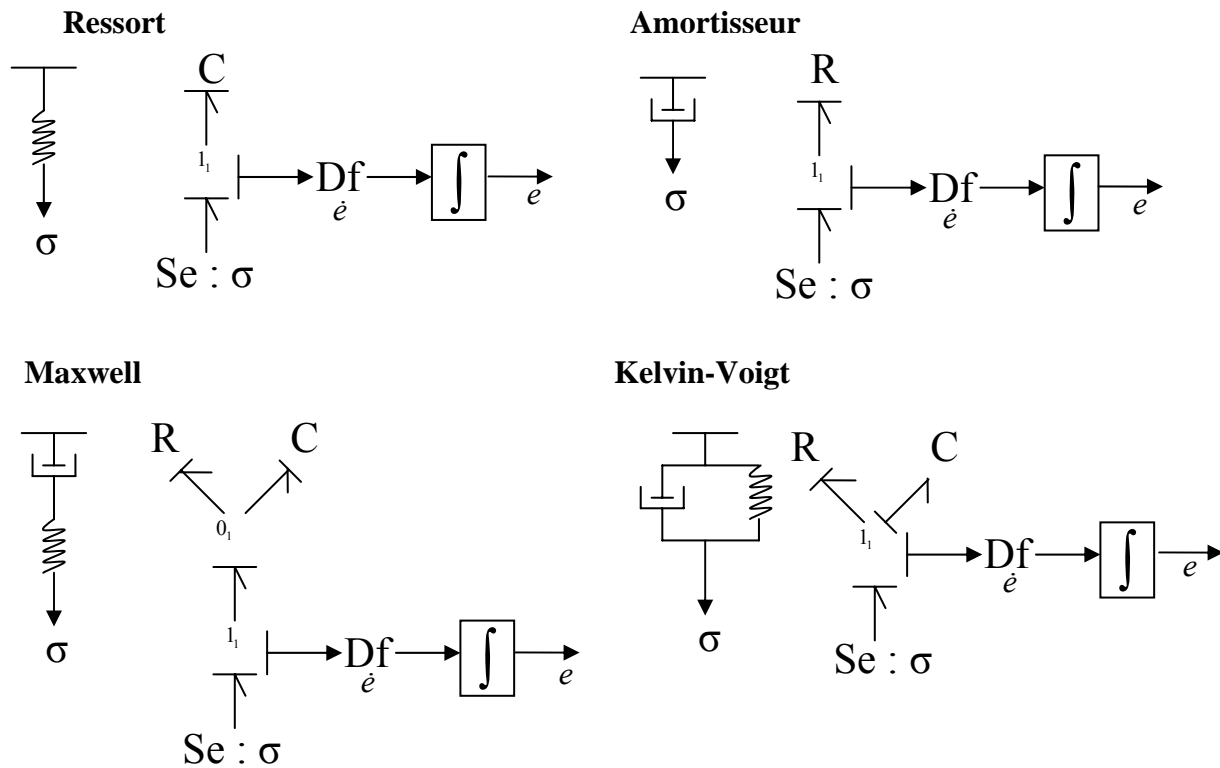 Ressort
C
1₁
Df
ė
∫
e
σ
Se : σ
Amortisseur
R
1₁
Df
ė
∫
e
σ
Se : σ
Maxwell
R
C
0₁
1₁
Df
ė
∫
e
σ
Se : σ
Kelvin-Voigt
R
C
1₁
Df
ė
∫
e
σ
Se : σ